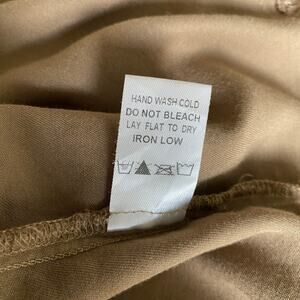 HAND WASH COLD
DO NOT BLEACH
LAY FLAT TO DRY
IRON LOW